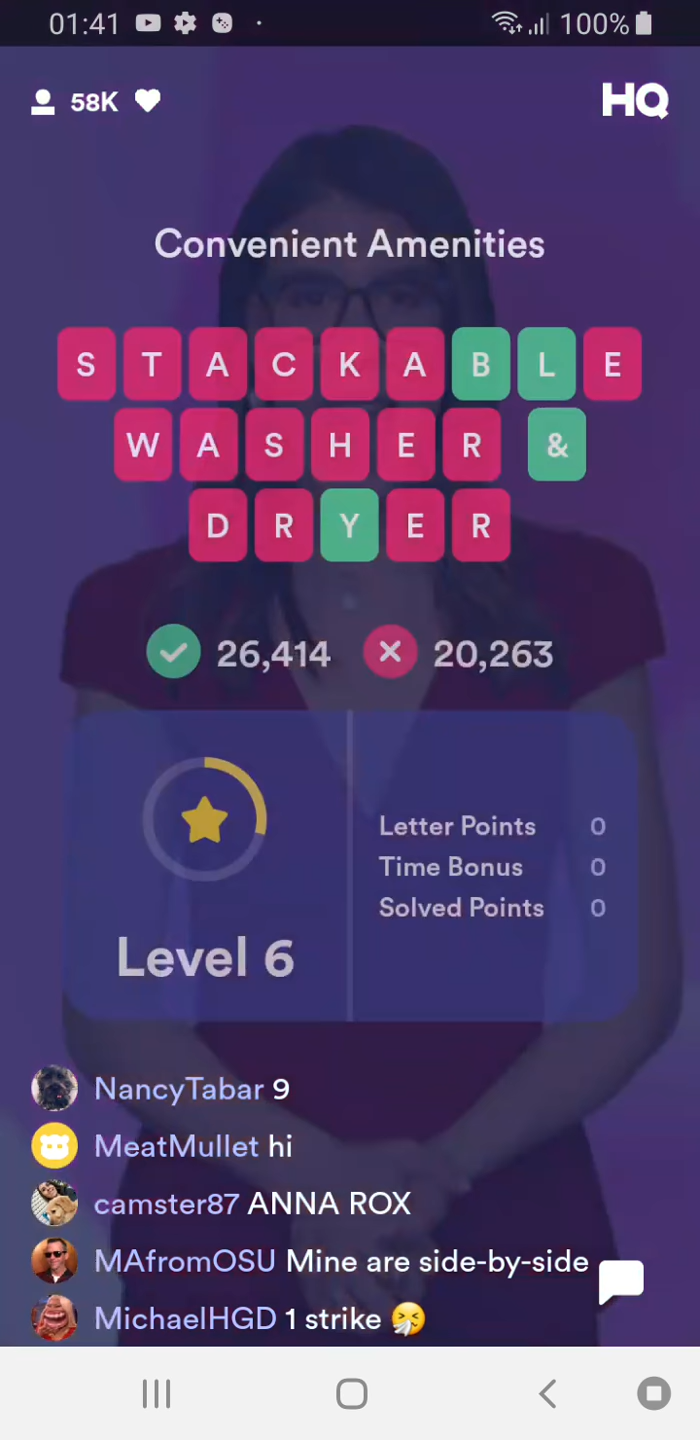 01:41 100%
58K HQ
Convenient Amenities
STACKABLE
WASHER &
DRYER
26,414 20,263
Letter Points 0
Time Bonus 0
Solved Points 0
Level 6
NancyTabar 9
MeatMullet hi
camster87 ANNA ROX
MAfromOSU Mine are side-by-side
MichaelHGD 1 strike 🤧